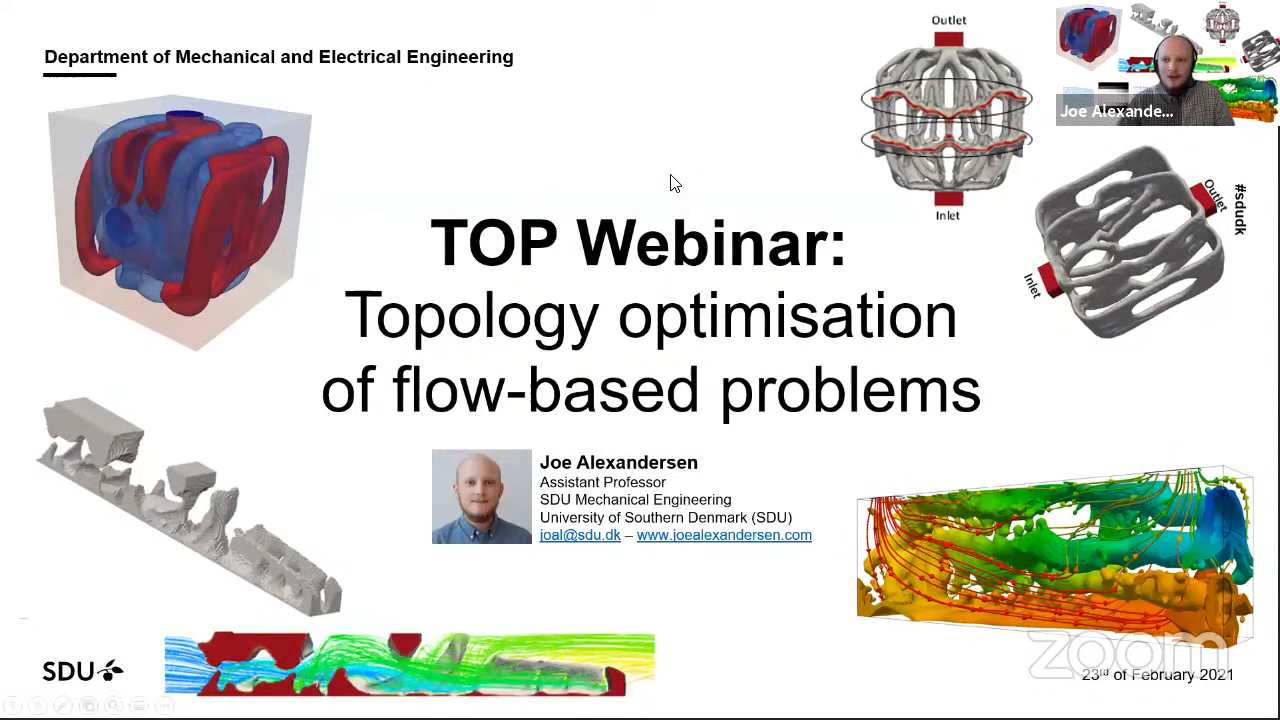 Department of Mechanical and Electrical Engineering
Outlet
Inlet
Joe Alexande...
Outlet
Inlet
#sdudk
TOP Webinar:
Topology optimisation
of flow-based problems
Joe Alexandersen
Assistant Professor
SDU Mechanical Engineering
University of Southern Denmark (SDU)
joal@sdu.dk – www.joealexandersen.com
SDU
zoom
23rd of February 2021